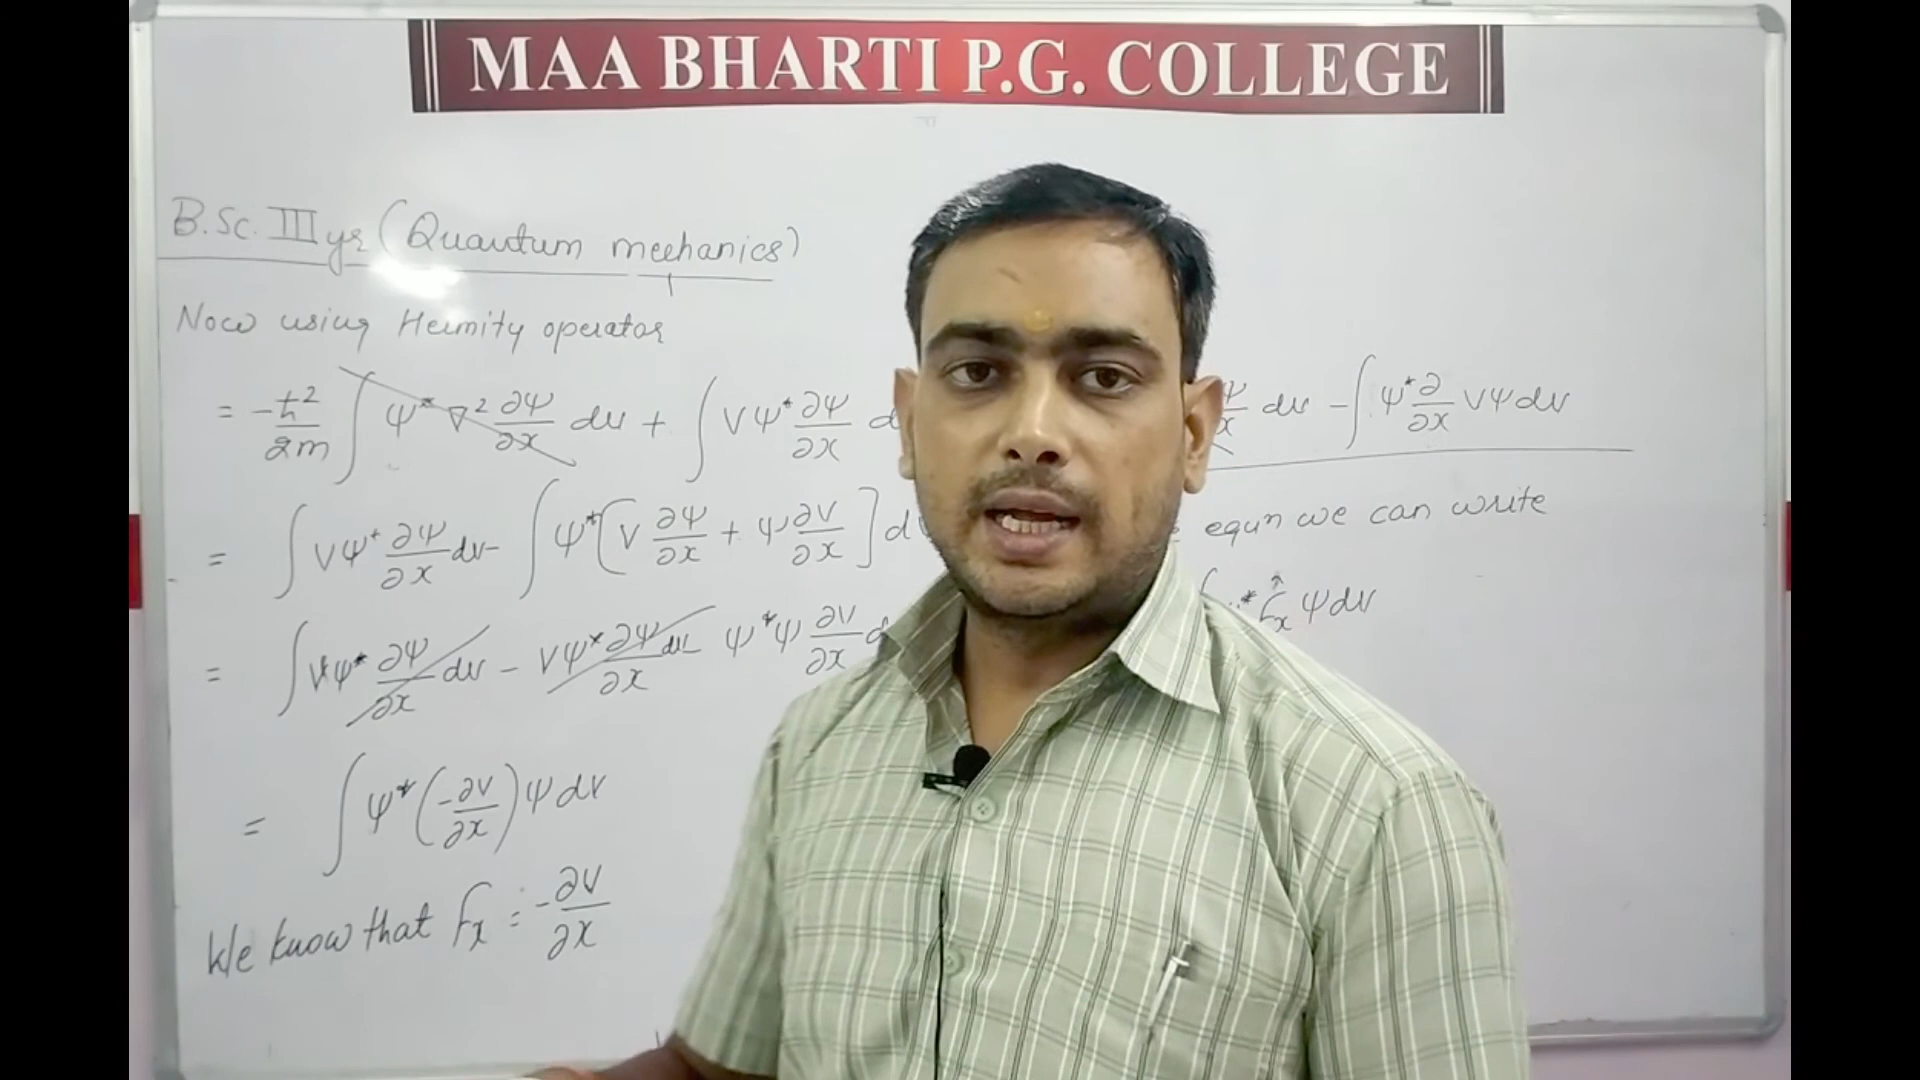 MAA BHARTI P.G. COLLEGE
B.Sc. III yr (Quantum mechanics)
Now using Hermity operator
= -ħ²/2m ∫ ψ* ∇² ∂ψ/∂x dv + ∫ Vψ* ∂ψ/∂x d ψ/x dv - ∫ ψ* ∂/∂x Vψ dv
= ∫ Vψ* ∂ψ/∂x dv - ∫ ψ* [V ∂ψ/∂x + ψ ∂V/∂x] d
equn we can write
= ∫ Vψ* ∂ψ/∂x dv - Vψ* ∂ψ/∂x dv - ψ*ψ ∂V/∂x d
* F̂x ψ dv
= ∫ ψ* (-∂V/∂x) ψ dv
We know that Fx = -∂V/∂x